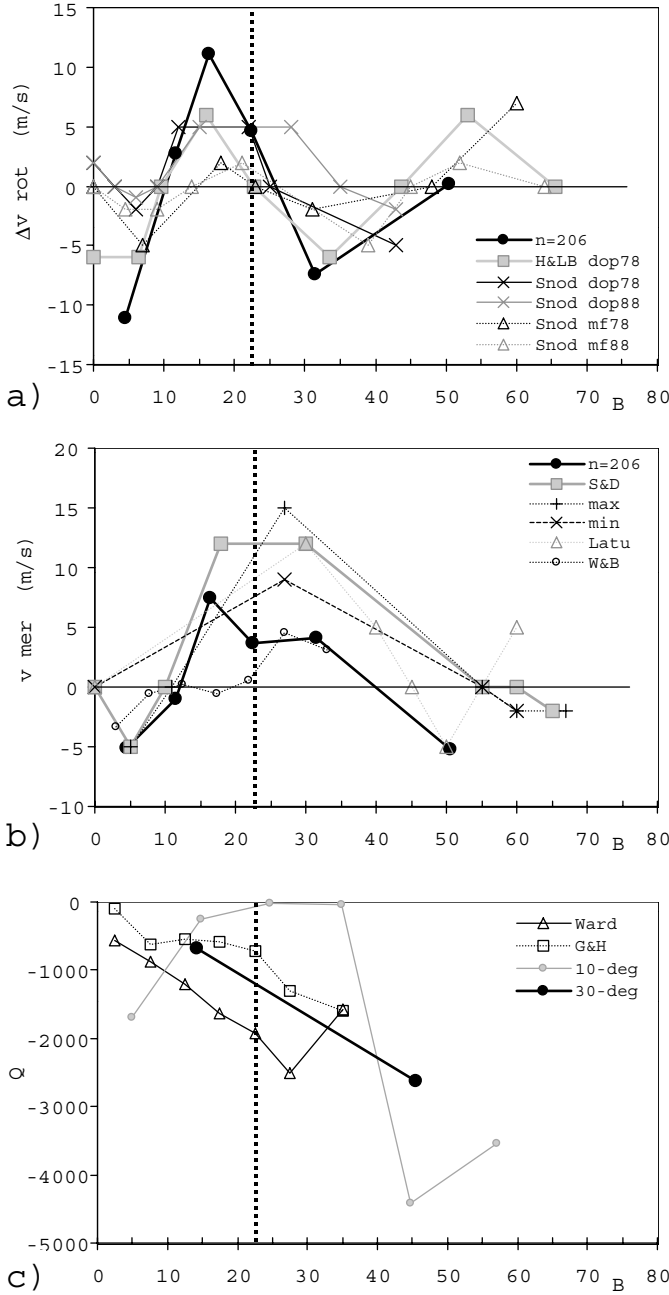 15
10
5
0
-5
-10
-15
Δv rot (m/s)
n=206
H&LB dop78
Snod dop78
Snod dop88
Snod mf78
Snod mf88
a)
0 10 20 30 40 50 60 70 B 80
20
15
10
5
0
-5
-10
v mer (m/s)
n=206
S&D
max
min
Latu
W&B
b)
0 10 20 30 40 50 60 70 B 80
0
-1000
-2000
-3000
-4000
-5000
Q
Ward
G&H
10-deg
30-deg
c)
0 10 20 30 40 50 60 70 B 80